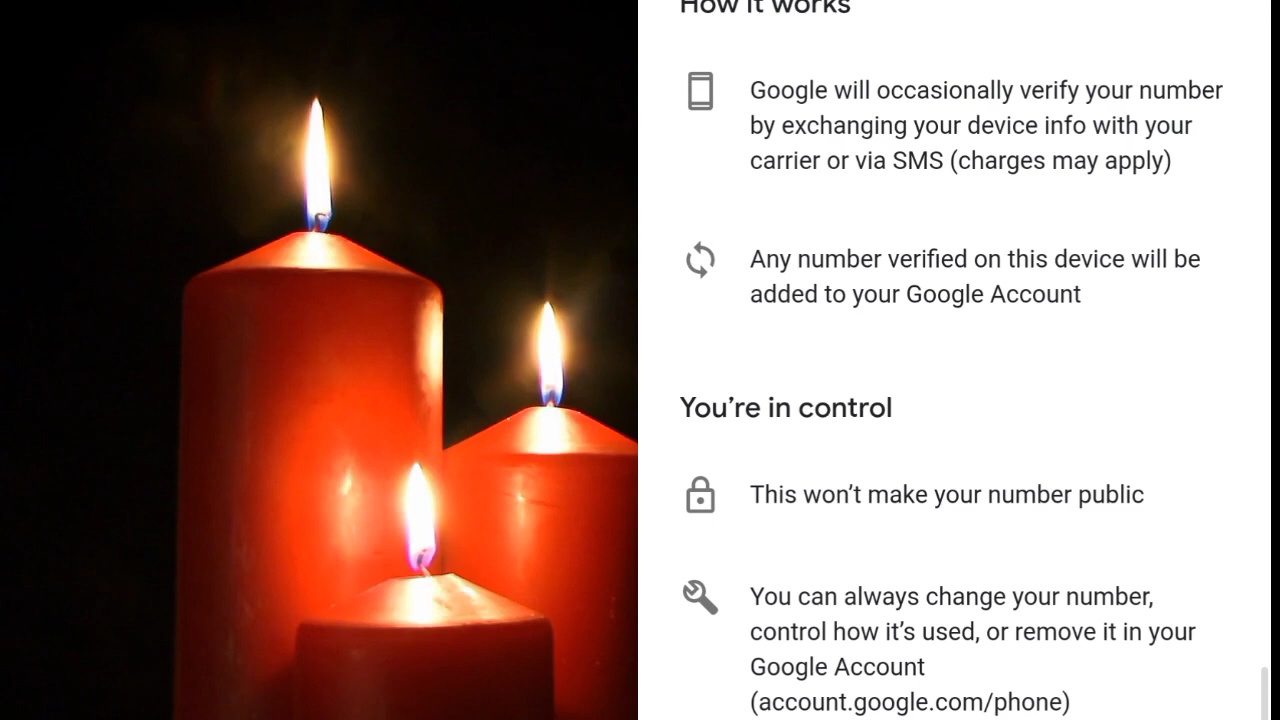 How it works
Google will occasionally verify your number
by exchanging your device info with your
carrier or via SMS (charges may apply)
Any number verified on this device will be
added to your Google Account
You’re in control
This won’t make your number public
You can always change your number,
control how it’s used, or remove it in your
Google Account
(account.google.com/phone)